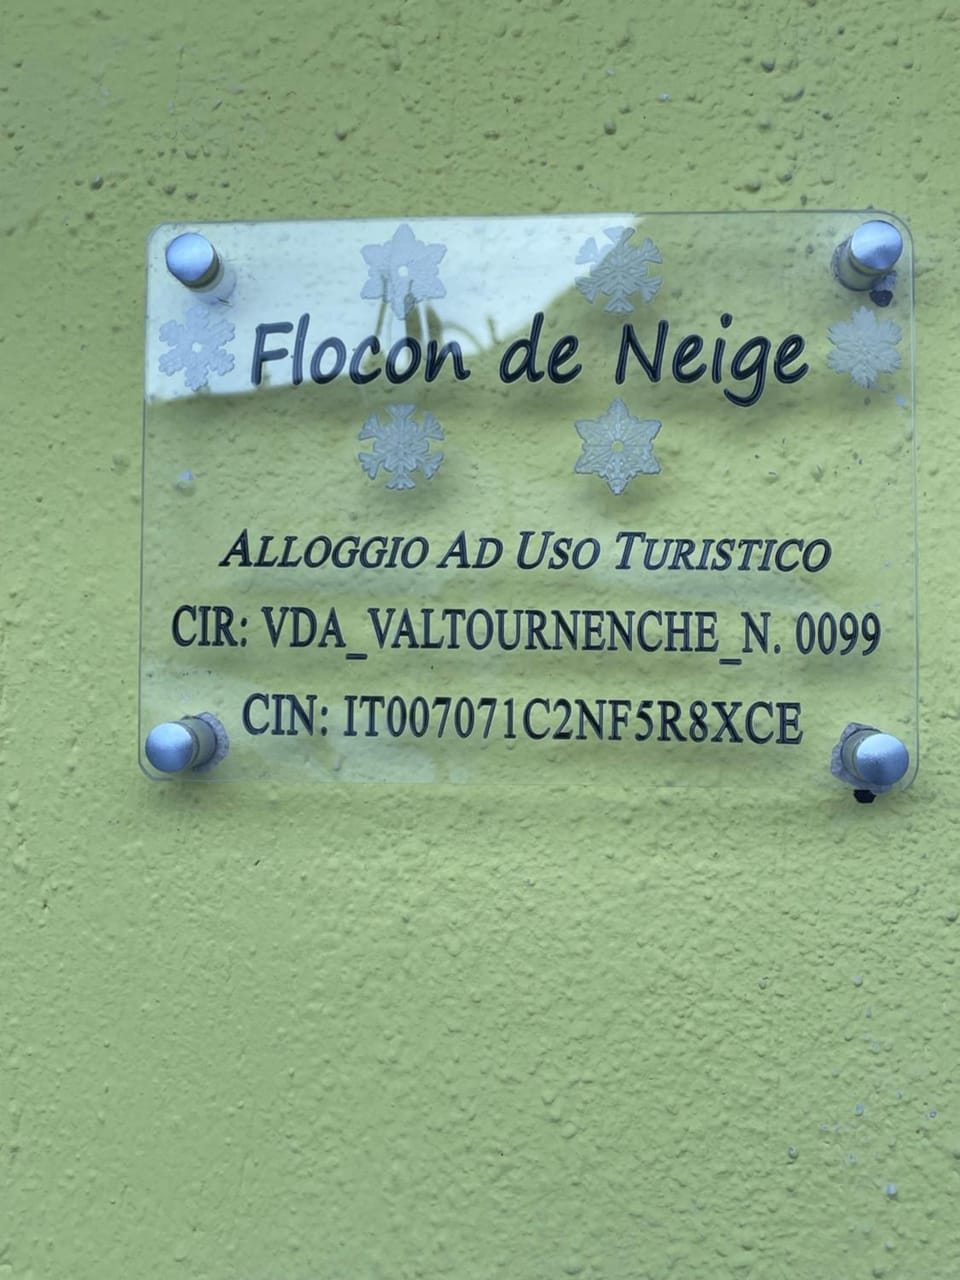 Flocon de Neige
ALLOGGIO AD USO TURISTICO
CIR: VDA_VALTOURNENCHE_N. 0099
CIN: IT007071C2NF5R8XCE